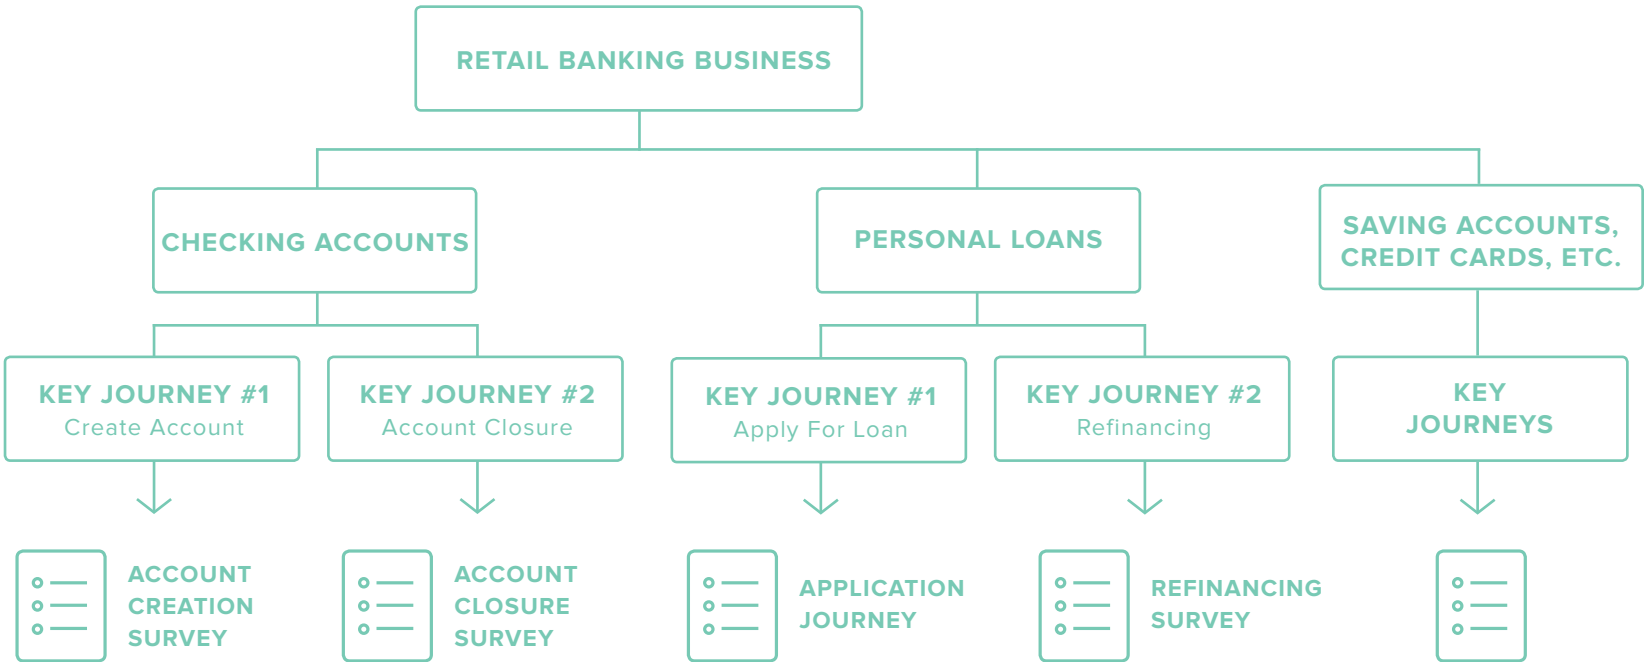 RETAIL BANKING BUSINESS
CHECKING ACCOUNTS
PERSONAL LOANS
SAVING ACCOUNTS,
CREDIT CARDS, ETC.
KEY JOURNEY #1
Create Account
KEY JOURNEY #2
Account Closure
KEY JOURNEY #1
Apply For Loan
KEY JOURNEY #2
Refinancing
KEY
JOURNEYS
ACCOUNT
CREATION
SURVEY
ACCOUNT
CLOSURE
SURVEY
APPLICATION
JOURNEY
REFINANCING
SURVEY